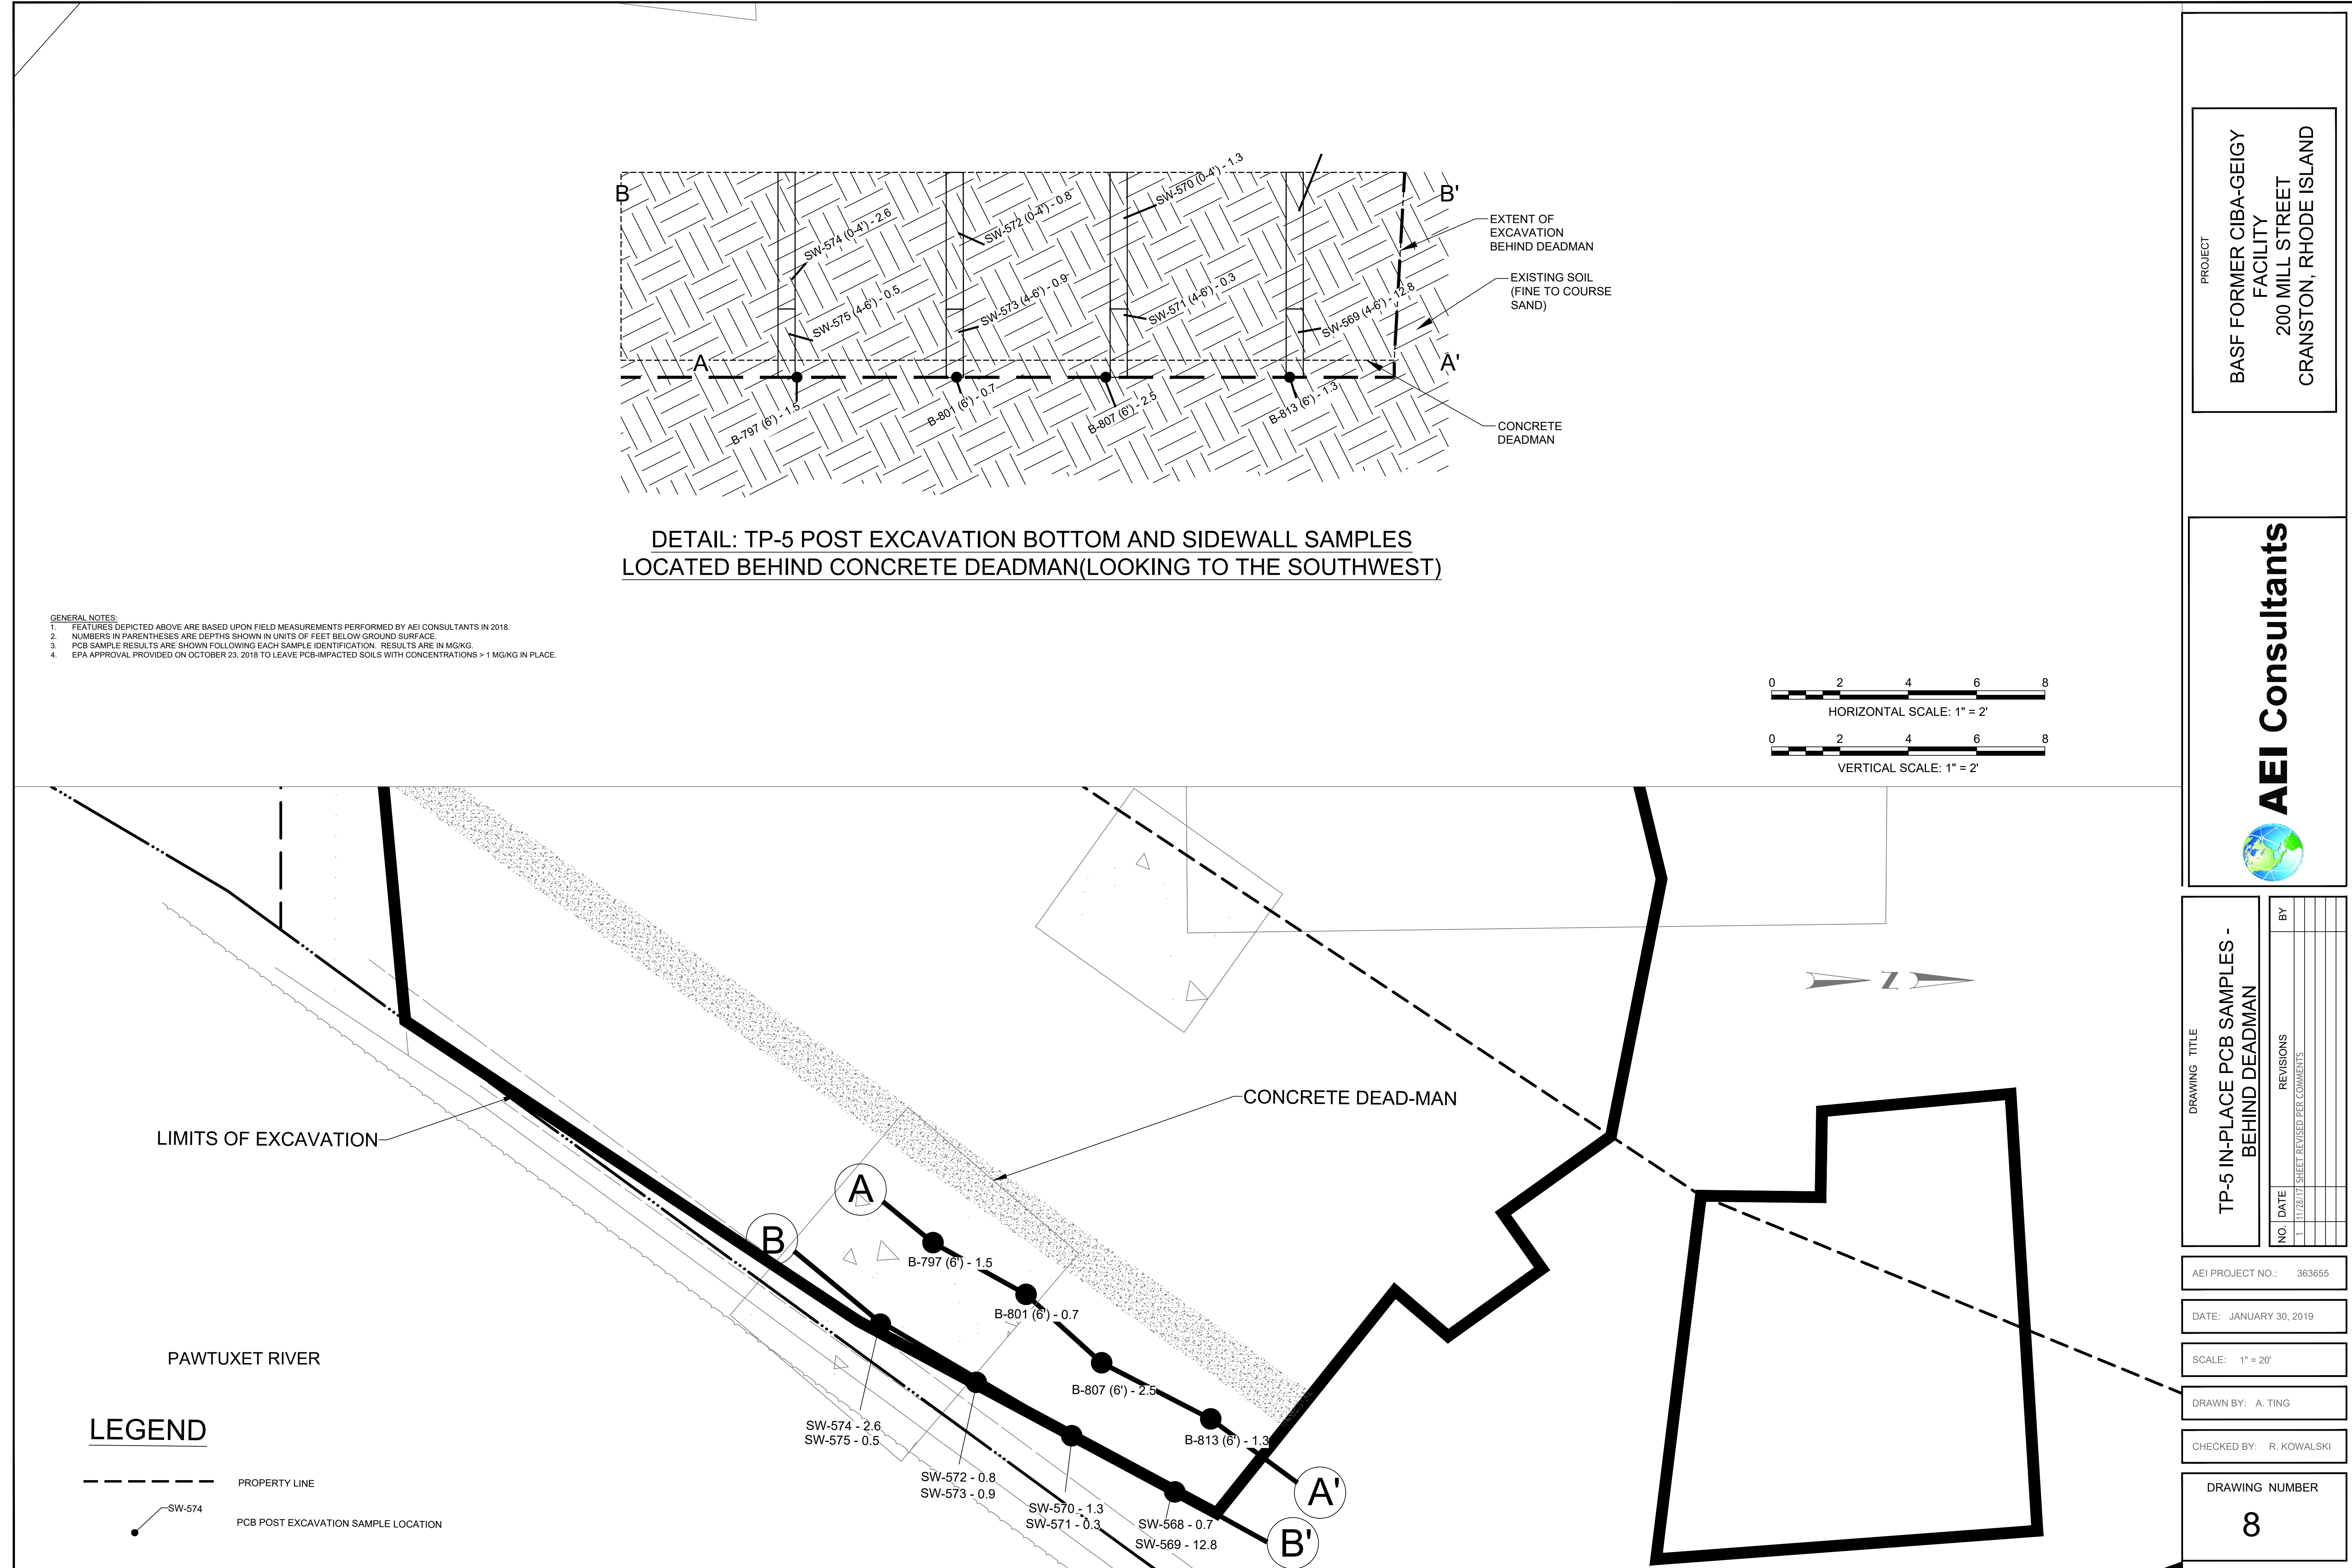 B
B'
SW-574 (0-4') - 2.6
SW-572 (0-4') - 0.8
SW-570 (0-4') - 1.3
SW-575 (4-6') - 0.5
SW-573 (4-6') - 0.9
SW-571 (4-6') - 0.3
SW-569 (4-6') - 12.8
A
A'
B-797 (6') - 1.5
B-801 (6') - 0.7
B-807 (6') - 2.5
B-813 (6') - 1.3
EXTENT OF
EXCAVATION
BEHIND DEADMAN
EXISTING SOIL
(FINE TO COURSE
SAND)
CONCRETE
DEADMAN
DETAIL: TP-5 POST EXCAVATION BOTTOM AND SIDEWALL SAMPLES
LOCATED BEHIND CONCRETE DEADMAN(LOOKING TO THE SOUTHWEST)
GENERAL NOTES:
1. FEATURES DEPICTED ABOVE ARE BASED UPON FIELD MEASUREMENTS PERFORMED BY AEI CONSULTANTS IN 2018.
2. NUMBERS IN PARENTHESES ARE DEPTHS SHOWN IN UNITS OF FEET BELOW GROUND SURFACE.
3. PCB SAMPLE RESULTS ARE SHOWN FOLLOWING EACH SAMPLE IDENTIFICATION. RESULTS ARE IN MG/KG.
4. EPA APPROVAL PROVIDED ON OCTOBER 23, 2018 TO LEAVE PCB-IMPACTED SOILS WITH CONCENTRATIONS > 1 MG/KG IN PLACE.
0 2 4 6 8
HORIZONTAL SCALE: 1" = 2'
0 2 4 6 8
VERTICAL SCALE: 1" = 2'
N
CONCRETE DEAD-MAN
LIMITS OF EXCAVATION
A
B
B-797 (6') - 1.5
B-801 (6') - 0.7
B-807 (6') - 2.5
B-813 (6') - 1.3
SW-574 - 2.6
SW-575 - 0.5
SW-572 - 0.8
SW-573 - 0.9
SW-570 - 1.3
SW-571 - 0.3
SW-568 - 0.7
SW-569 - 12.8
A'
B'
PAWTUXET RIVER
LEGEND
PROPERTY LINE
SW-574
PCB POST EXCAVATION SAMPLE LOCATION
PROJECT
BASF FORMER CIBA-GEIGY
FACILITY
200 MILL STREET
CRANSTON, RHODE ISLAND
AEI Consultants
DRAWING TITLE
TP-5 IN-PLACE PCB SAMPLES -
BEHIND DEADMAN
NO. DATE REVISIONS BY
1 11/28/17 SHEET REVISED PER COMMENTS
AEI PROJECT NO.: 363655
DATE: JANUARY 30, 2019
SCALE: 1" = 20'
DRAWN BY: A. TING
CHECKED BY: R. KOWALSKI
DRAWING NUMBER
8